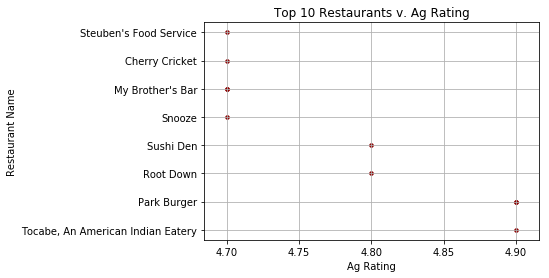 Top 10 Restaurants v. Ag Rating
Steuben's Food Service
Cherry Cricket
My Brother's Bar
Snooze
Sushi Den
Root Down
Park Burger
Tocabe, An American Indian Eatery
Restaurant Name
4.70 4.75 4.80 4.85 4.90
Ag Rating